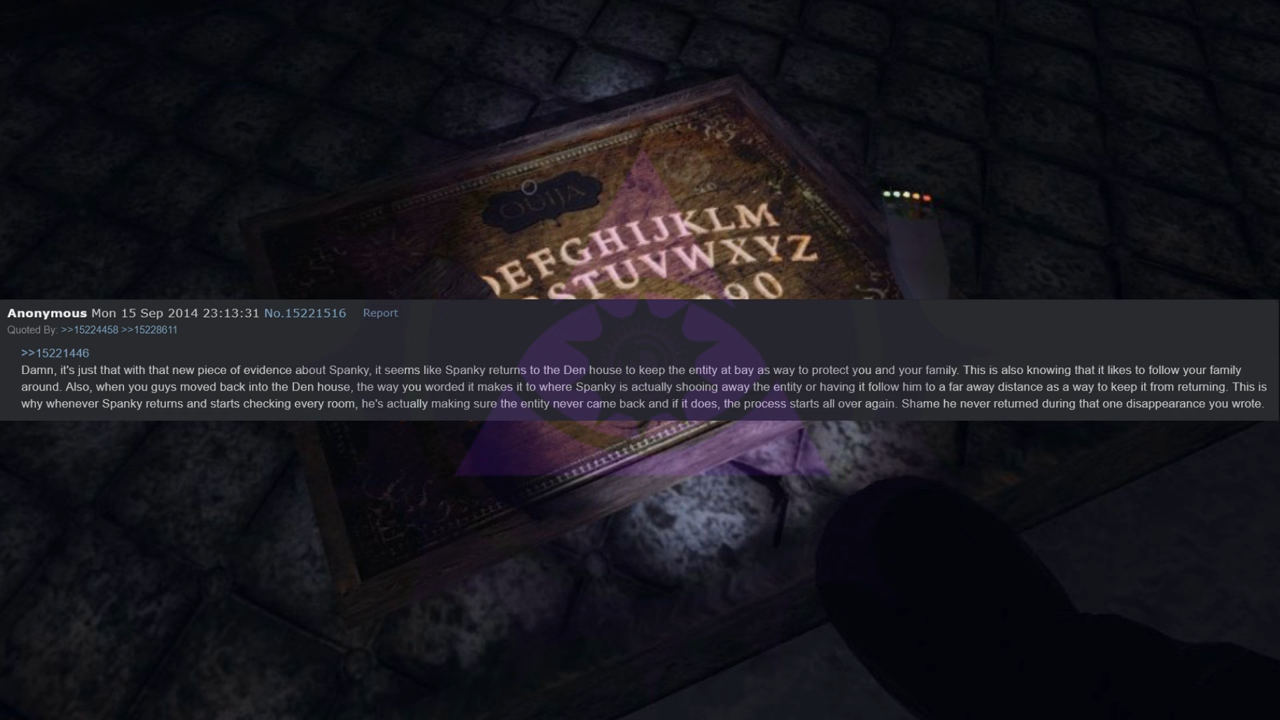 OUIJA
DEFGHIJKLM
STUVWXYZ
90
Anonymous Mon 15 Sep 2014 23:13:31 No.15221516 Report
Quoted By: >>15224458 >>15228611
>>15221446
Damn, it's just that with that new piece of evidence about Spanky, it seems like Spanky returns to the Den house to keep the entity at bay as way to protect you and your family. This is also knowing that it likes to follow your family
around. Also, when you guys moved back into the Den house, the way you worded it makes it to where Spanky is actually shooing away the entity or having it follow him to a far away distance as a way to keep it from returning. This is
why whenever Spanky returns and starts checking every room, he's actually making sure the entity never came back and if it does, the process starts all over again. Shame he never returned during that one disappearance you wrote.